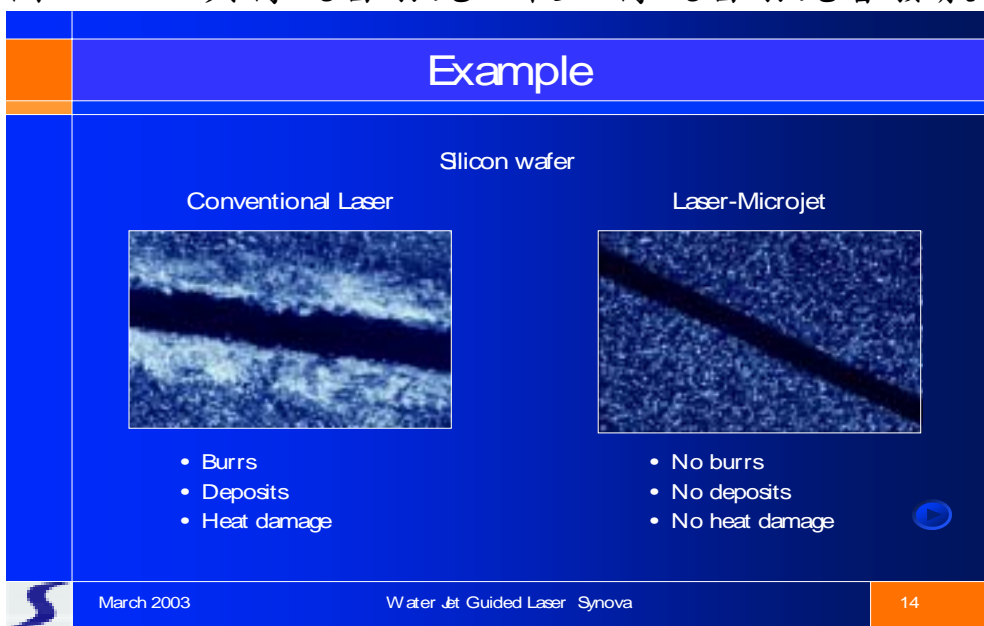 Example
Silicon wafer
Conventional Laser
Laser-Microjet
• Burrs
• Deposits
• Heat damage
• No burrs
• No deposits
• No heat damage
March 2003
Water Jet Guided Laser Synova
14